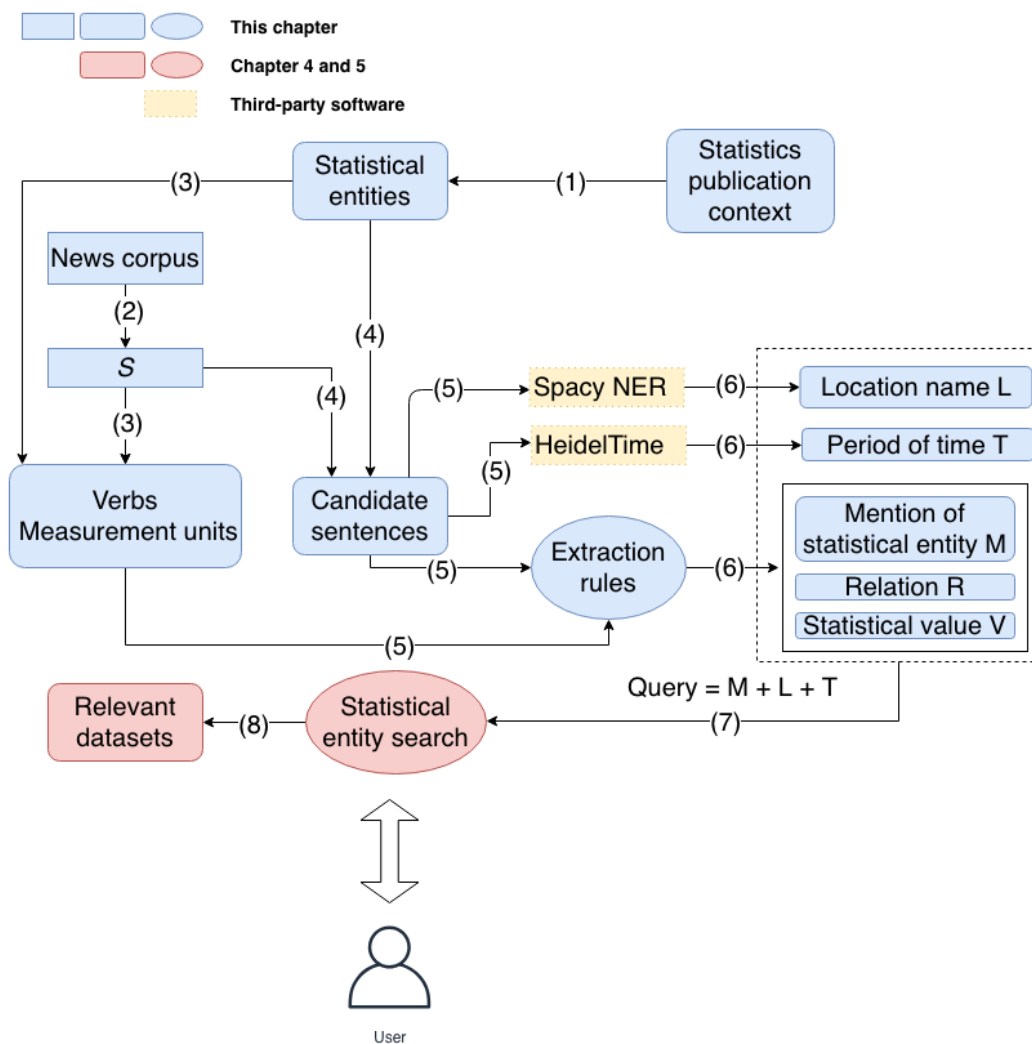 This chapter
Chapter 4 and 5
Third-party software
Statistical
entities
(1)
Statistics
publication
context
(3)
News corpus
(2)
(4)
S
(4)
(3)
(5)
Spacy NER
(6)
Location name L
HeidelTime
(6)
Period of time T
(5)
Verbs
Measurement units
Candidate
sentences
(5)
Extraction
rules
(6)
Mention of
statistical entity M
Relation R
Statistical value V
(5)
Query = M + L + T
(7)
Relevant
datasets
(8)
Statistical
entity search
User